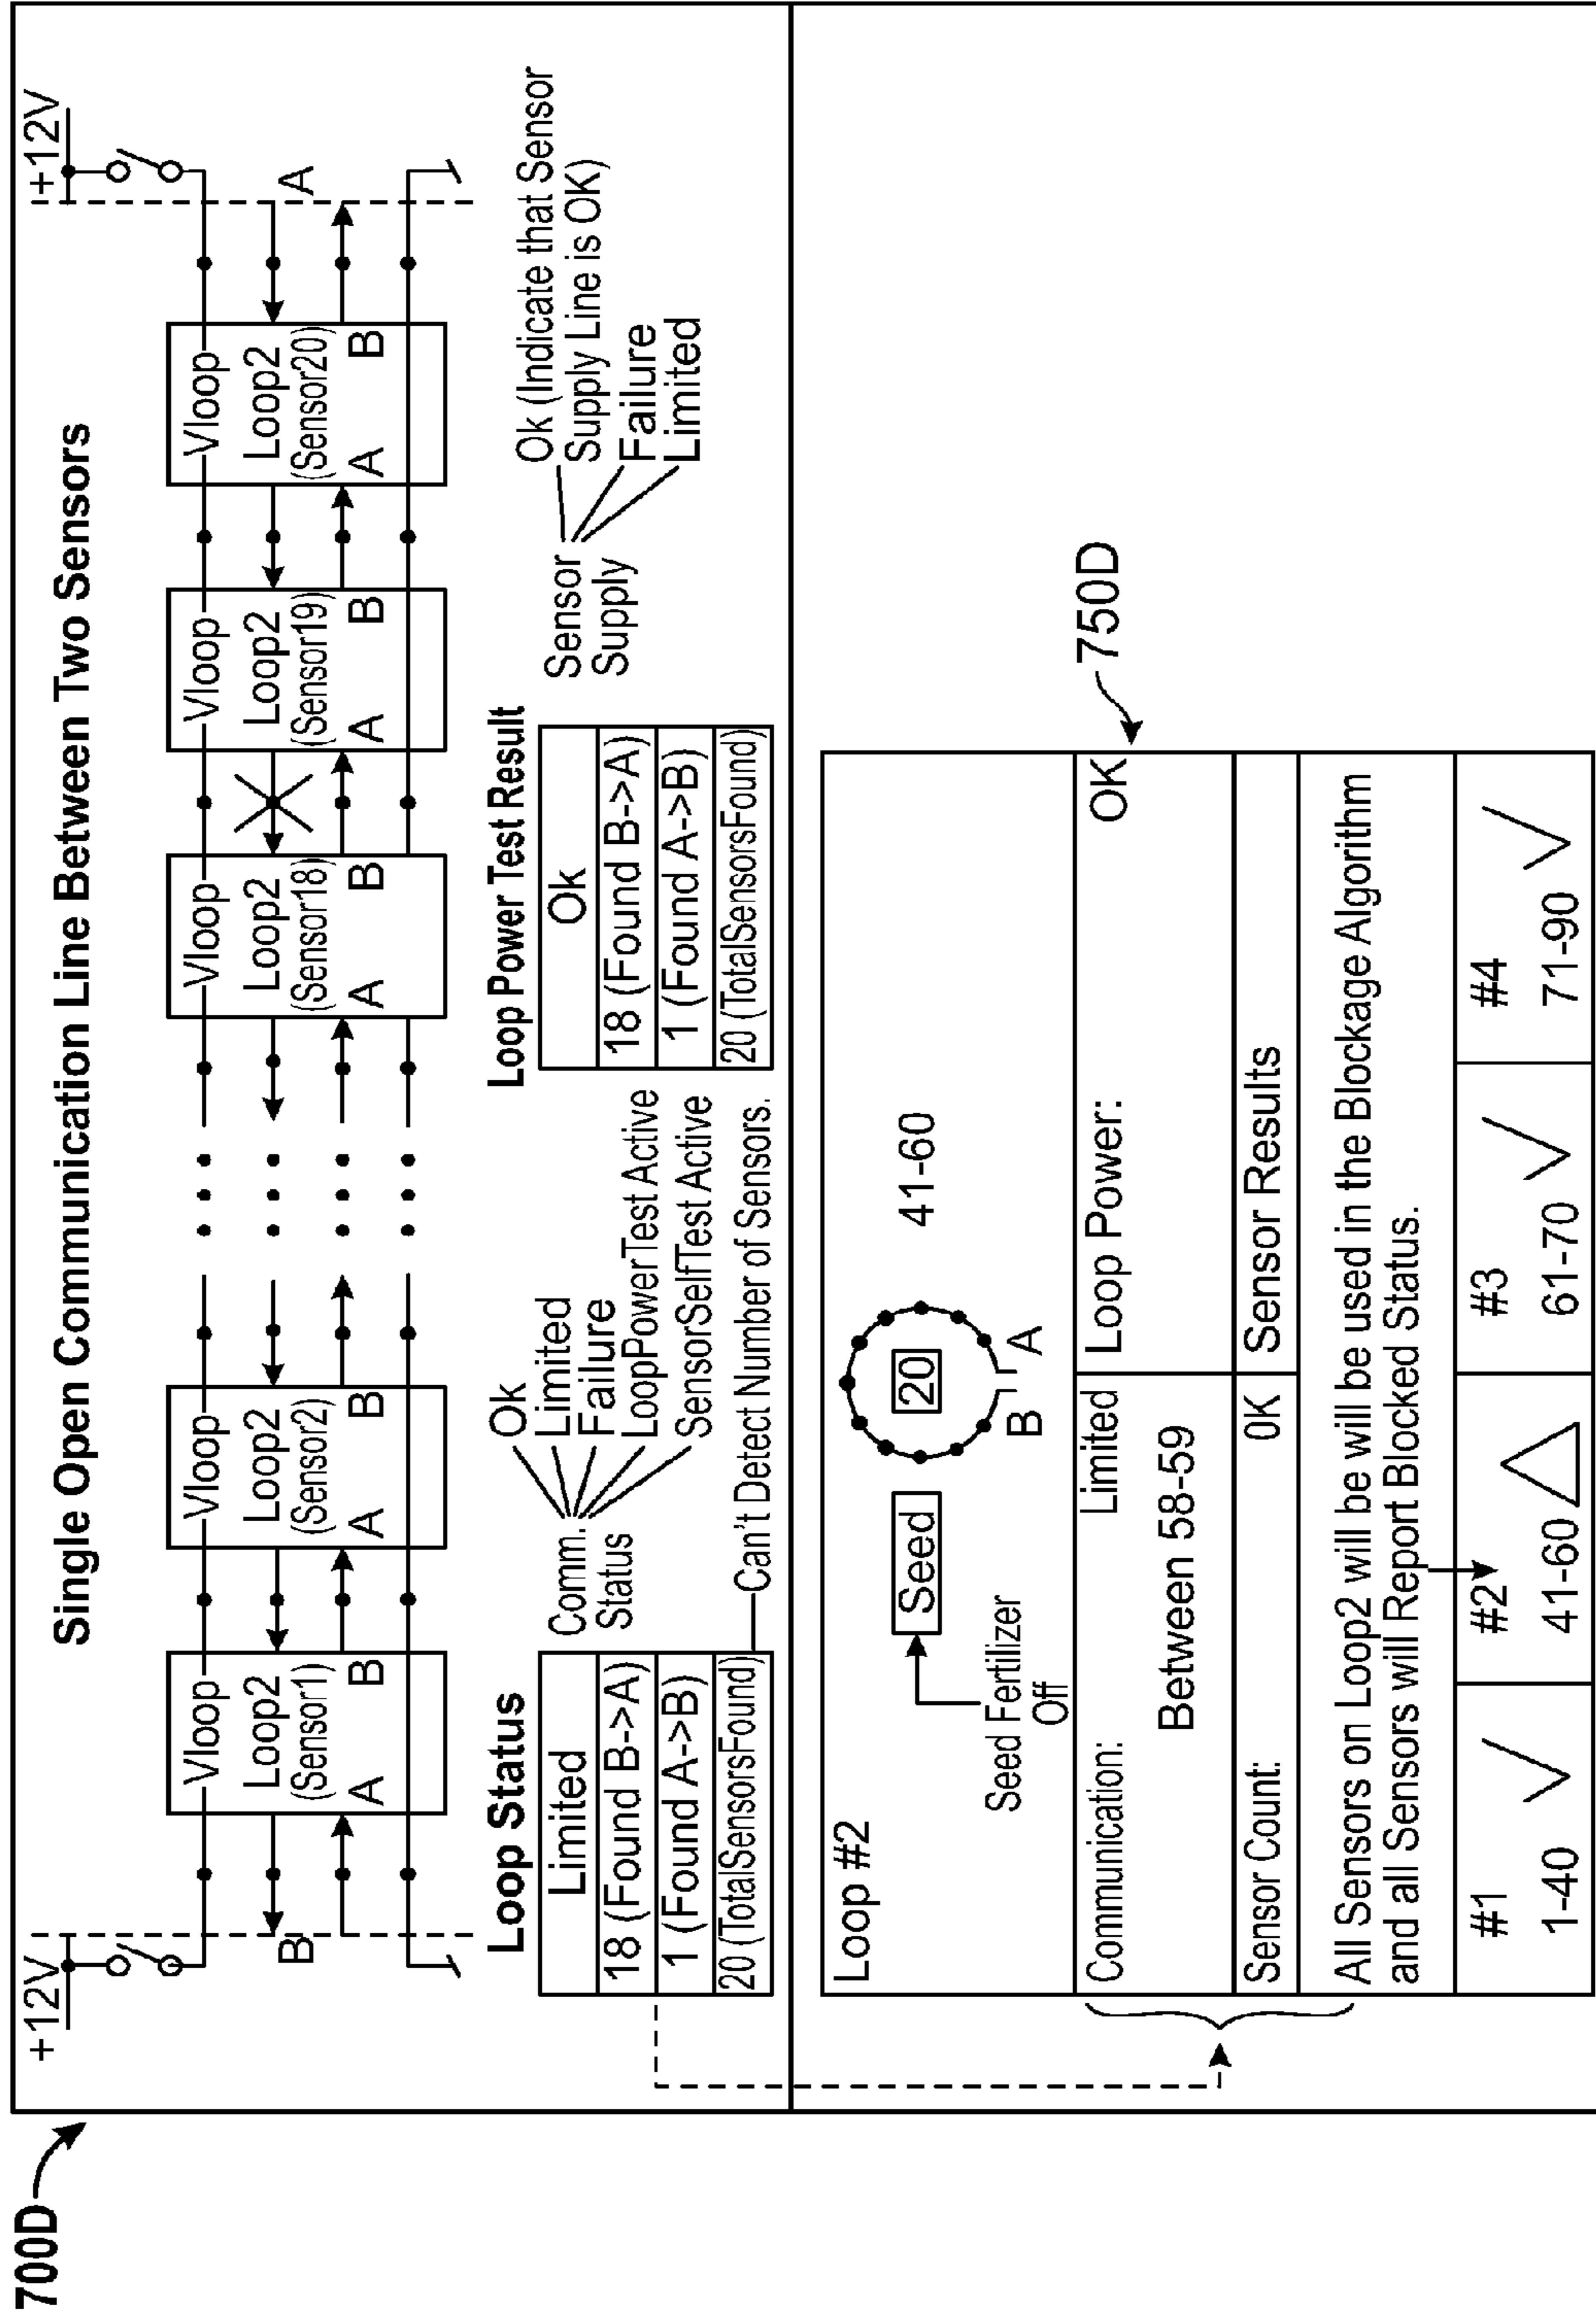 700D
Single Open Communication Line Between Two Sensors
+12V
+12V
Vloop
Loop2
(Sensor1)
A
B
Vloop
Loop2
(Sensor2)
A
B
Vloop
Loop2
(Sensor18)
A
B
Vloop
Loop2
(Sensor19)
A
B
Vloop
Loop2
(Sensor20)
A
B
B
A
Loop Status
Limited
18 (Found B->A)
1 (Found A->B)
20 (TotalSensorsFound)
Comm.
Status
Ok
Limited
Failure
LoopPowerTest Active
SensorSelfTest Active
Can't Detect Number of Sensors.
Loop Power Test Result
Ok
18 (Found B->A)
1 (Found A->B)
20 (TotalSensorsFound)
Sensor
Supply
Ok (Indicate that Sensor
Supply Line is OK)
Failure
Limited
750D
Loop #2
Seed
Seed Fertilizer
Off
20
B A
41-60
Communication: Limited
Between 58-59
Loop Power: OK
Sensor Count: OK
Sensor Results
All Sensors on Loop2 will be will be used in the Blockage Algorithm
and all Sensors will Report Blocked Status.
#1
1-40
#2
41-60
#3
61-70
#4
71-90